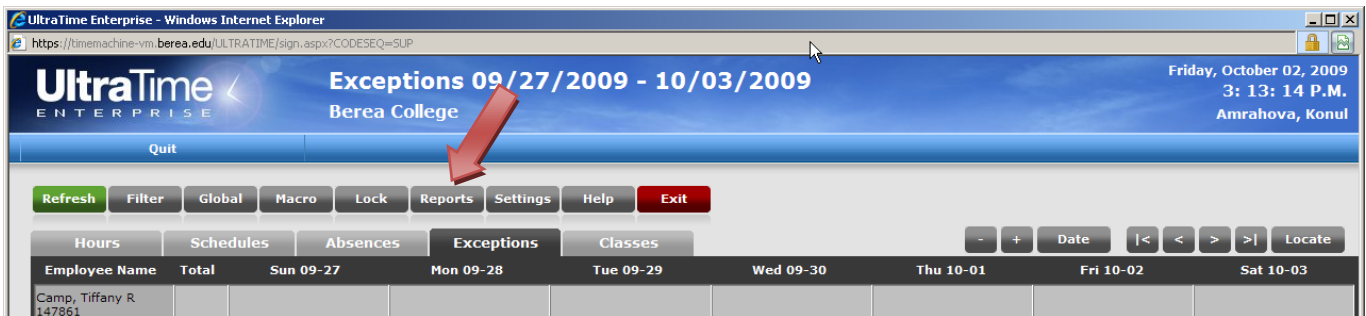 UltraTime Enterprise - Windows Internet Explorer
https://timemachine-vm.berea.edu/ULTRATIME/sign.aspx?CODESEQ=SUP
UltraTime
ENTERPRISE
Exceptions 09/27/2009 - 10/03/2009
Berea College
Friday, October 02, 2009
3: 13: 14 P.M.
Amrahova, Konul
Quit
Refresh Filter Global Macro Lock Reports Settings Help Exit
Hours Schedules Absences Exceptions Classes - + Date |< < > >| Locate
Employee Name Total Sun 09-27 Mon 09-28 Tue 09-29 Wed 09-30 Thu 10-01 Fri 10-02 Sat 10-03
Camp, Tiffany R
147861